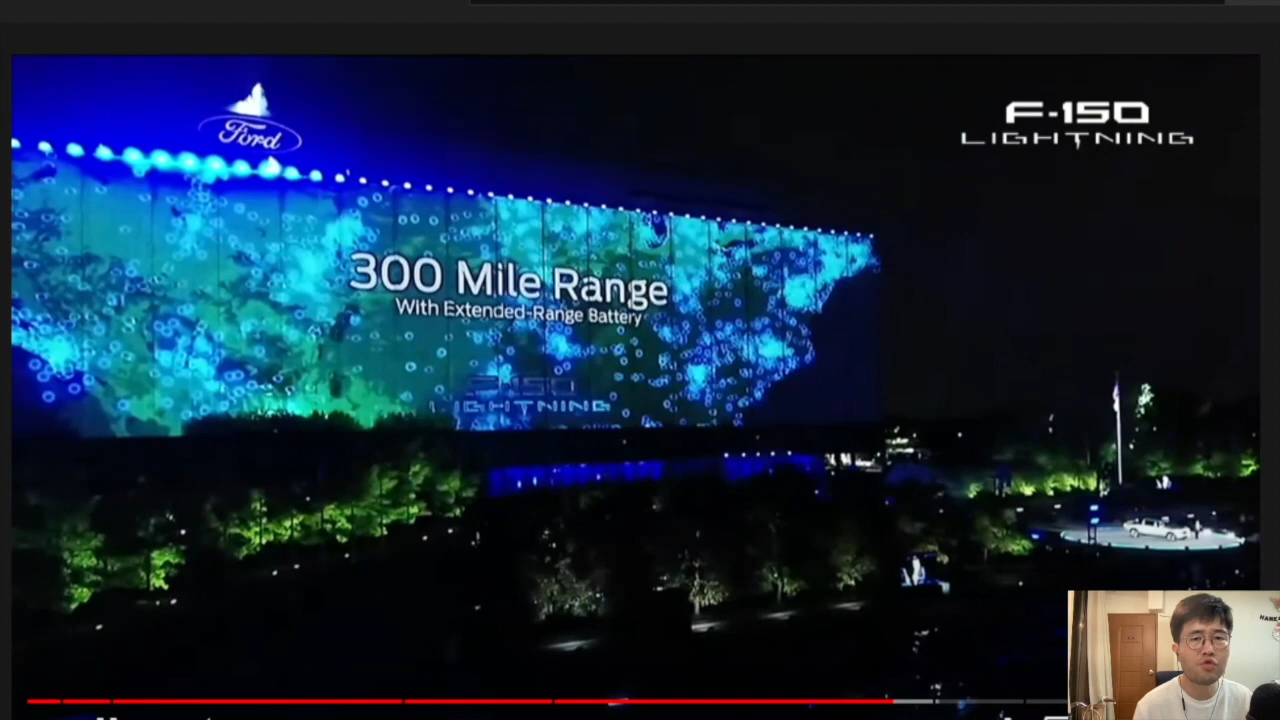 Ford
F-150
LIGHTNING
300 Mile Range
With Extended-Range Battery
F-150
LIGHTNING